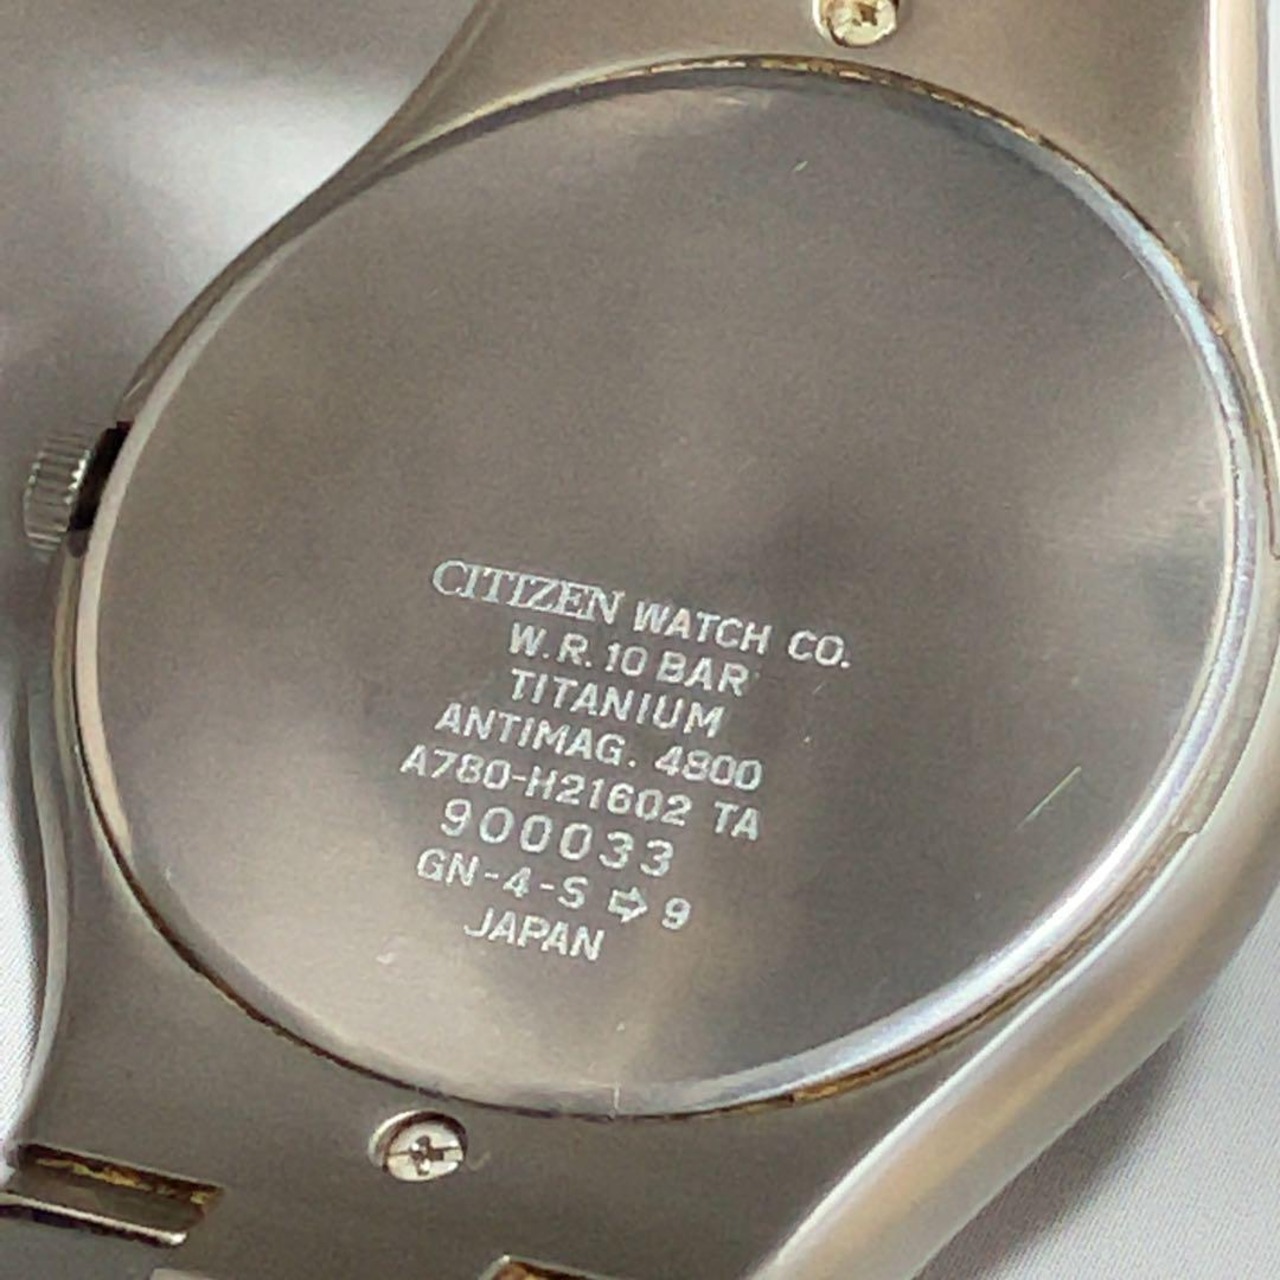 CITIZEN WATCH CO.
W.R.10 BAR
TITANIUM
ANTIMAG. 4800
A780-H21602 TA
900033
GN-4-S ⇨ 9
JAPAN